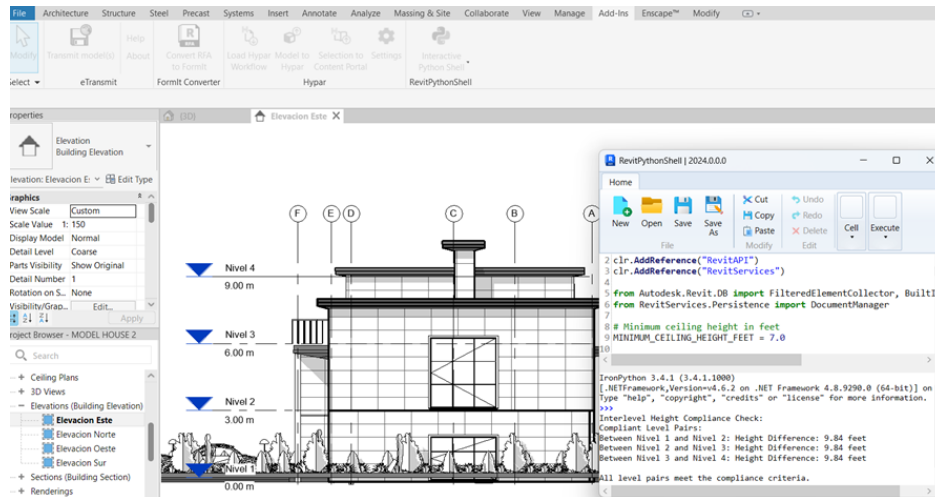 File Architecture Structure Steel Precast Systems Insert Annotate Analyze Massing & Site Collaborate View Manage Add-Ins Enscape™ Modify
Modify
Transmit model(s)
Help
About
Convert RFA
to FormIt
Load Hypar
Workflow
Model to
Hypar
Selection to
Content Portal
Settings
Interactive
Python Shell
Select
eTransmit
FormIt Converter
Hypar
RevitPythonShell
Properties
{3D}
Elevacion Este
Elevation
Building Elevation
Elevation: Elevacion E:
Edit Type
Graphics
View Scale Custom
Scale Value 1: 150
Display Model Normal
Detail Level Coarse
Parts Visibility Show Original
Detail Number 1
Rotation on S... None
Visibility/Grap... Edit...
Apply
Project Browser - MODEL HOUSE 2
Search
Ceiling Plans
3D Views
Elevations (Building Elevation)
Elevacion Este
Elevacion Norte
Elevacion Oeste
Elevacion Sur
Sections (Building Section)
Renderings
F E D C B A
Nivel 4
9.00 m
Nivel 3
6.00 m
Nivel 2
3.00 m
Nivel 1
0.00 m
RevitPythonShell | 2024.0.0.0
Home
New
Open
Save
Save
As
Cut
Copy
Paste
Undo
Redo
Delete
Cell
Execute
File
Modify
Edit
2 clr.AddReference("RevitAPI")
3 clr.AddReference("RevitServices")
4
5 from Autodesk.Revit.DB import FilteredElementCollector, BuiltI
6 from RevitServices.Persistence import DocumentManager
7
8 # Minimum ceiling height in feet
9 MINIMUM_CEILING_HEIGHT_FEET = 7.0
10
IronPython 3.4.1 (3.4.1.1000)
[.NETFramework,Version=v4.6.2 on .NET Framework 4.8.9290.0 (64-bit)] on
Type "help", "copyright", "credits" or "license" for more information.
>>>
Interlevel Height Compliance Check:
Compliant Level Pairs:
Between Nivel 1 and Nivel 2: Height Difference: 9.84 feet
Between Nivel 2 and Nivel 3: Height Difference: 9.84 feet
Between Nivel 3 and Nivel 4: Height Difference: 9.84 feet
All level pairs meet the compliance criteria.